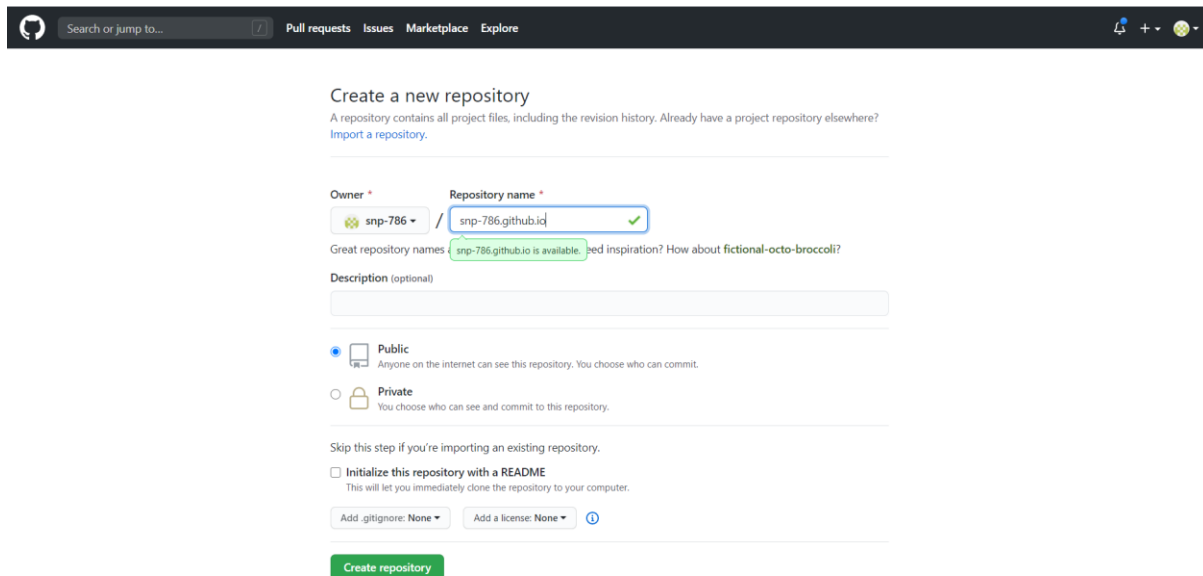 Search or jump to... / Pull requests Issues Marketplace Explore
Create a new repository
A repository contains all project files, including the revision history. Already have a project repository elsewhere?
Import a repository.
Owner * Repository name *
snp-786 / snp-786.github.io
Great repository names eed inspiration? How about fictional-octo-broccoli?
snp-786.github.io is available.
Description (optional)
Public
Anyone on the internet can see this repository. You choose who can commit.
Private
You choose who can see and commit to this repository.
Skip this step if you're importing an existing repository.
Initialize this repository with a README
This will let you immediately clone the repository to your computer.
Add .gitignore: None Add a license: None
Create repository